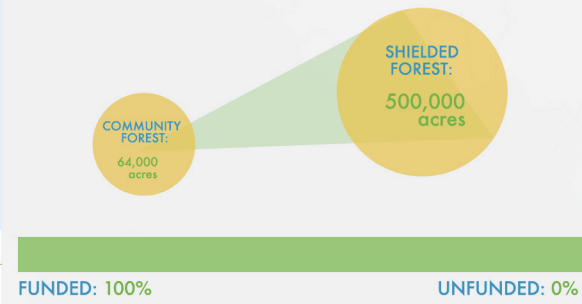 SHIELDED
FOREST:
500,000
acres
COMMUNITY
FOREST:
64,000
acres
FUNDED: 100%
UNFUNDED: 0%